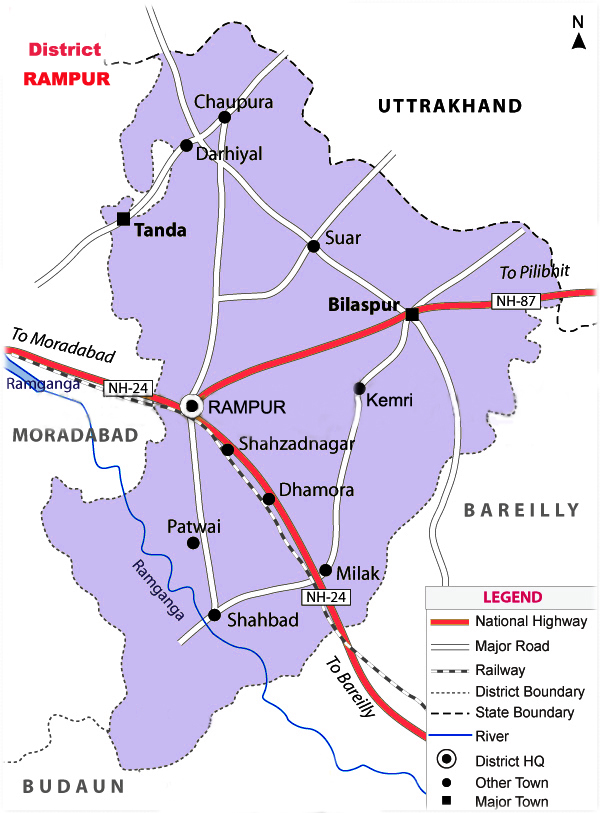 District
RAMPUR
N
UTTRAKHAND
Chaupura
Darhiyal
Tanda
Suar
To Pilibhit
NH-87
Bilaspur
To Moradabad
Ramganga
NH-24
RAMPUR
Kemri
MORADABAD
Shahzadnagar
Dhamora
BAREILLY
Patwai
Ramganga
Milak
NH-24
Shahbad
To Bareilly
BUDAUN
LEGEND
National Highway
Major Road
Railway
District Boundary
State Boundary
River
District HQ
Other Town
Major Town